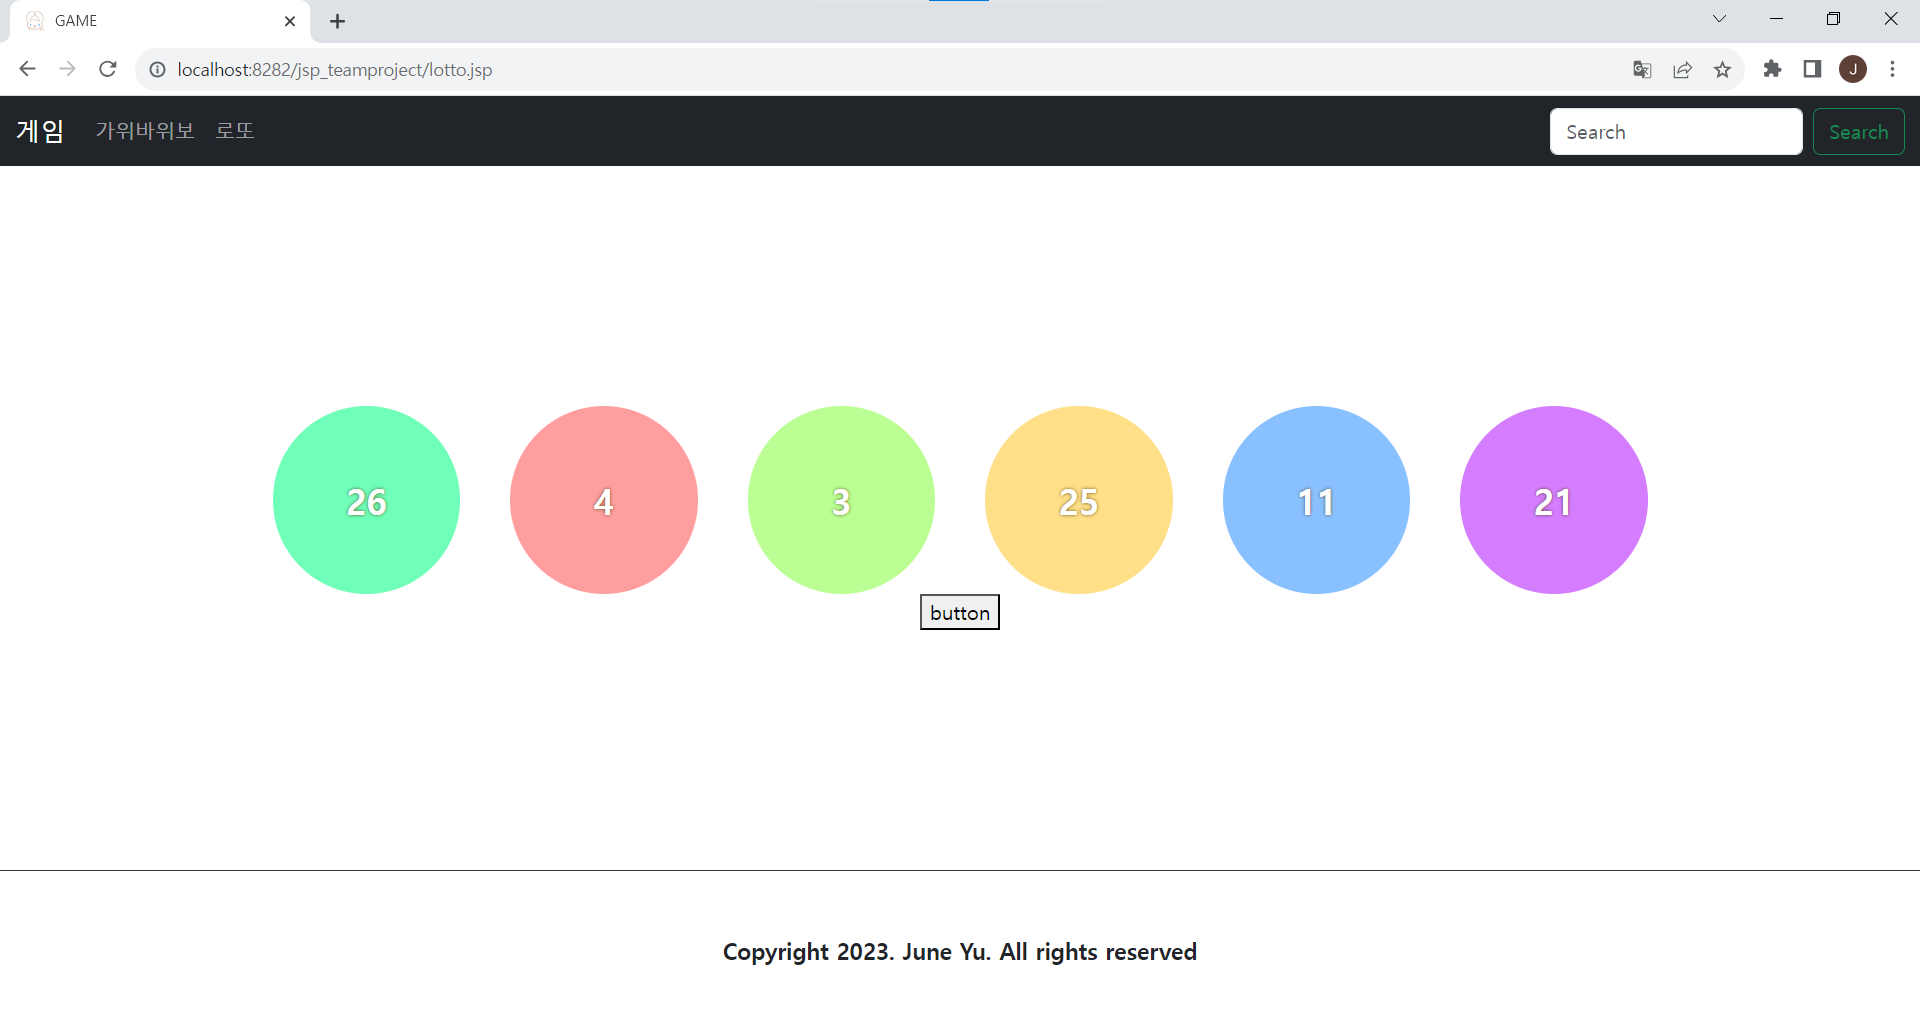 GAME
localhost:8282/jsp_teamproject/lotto.jsp
J
게임 가위바위보 로또 Search Search
26 4 3 25 11 21
button
Copyright 2023. June Yu. All rights reserved